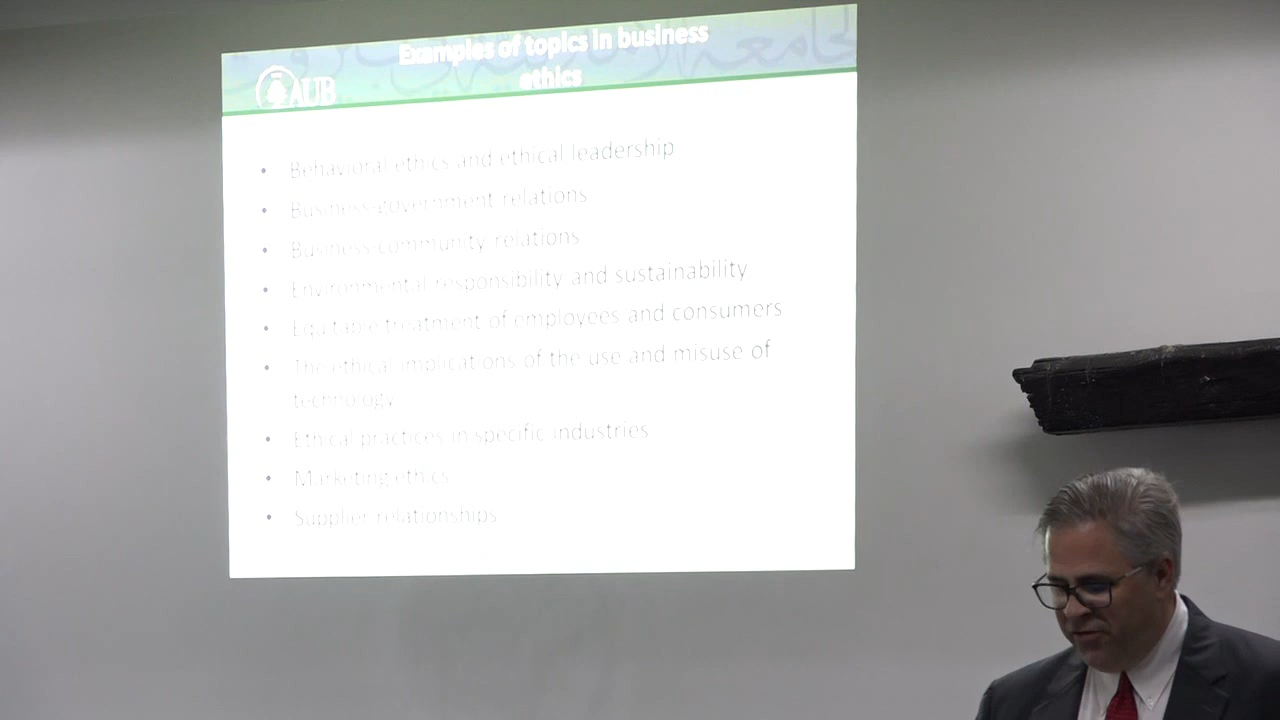 Examples of topics in business
ethics
AUB
• Behavioral ethics and ethical leadership
• Business-government relations
• Business-community relations
• Environmental responsibility and sustainability
• Equitable treatment of employees and consumers
• The ethical implications of the use and misuse of
technology
• Ethical practices in specific industries
• Marketing ethics
• Supplier relationships